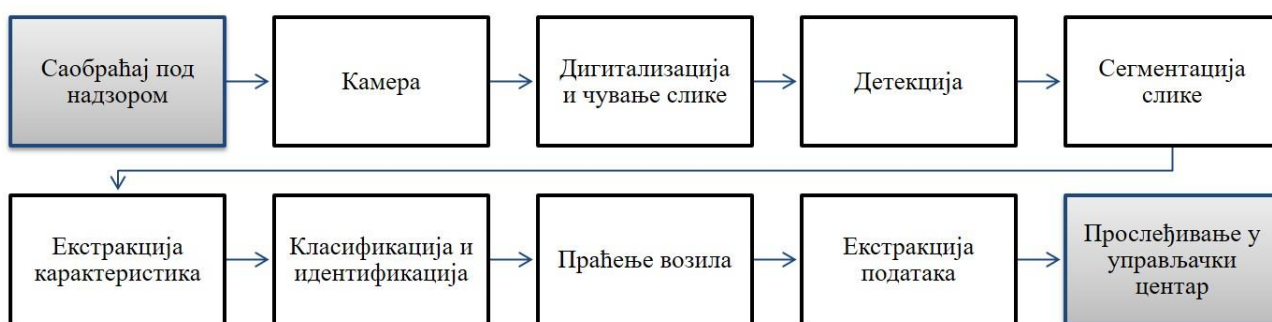 Саобраћај под
надзором
Камера
Дигитализација
и чување слике
Детекција
Сегментација
слике
Екстракција
карактеристика
Класификација и
идентификација
Праћење возила
Екстракција
података
Прослеђивање у
управљачки
центар